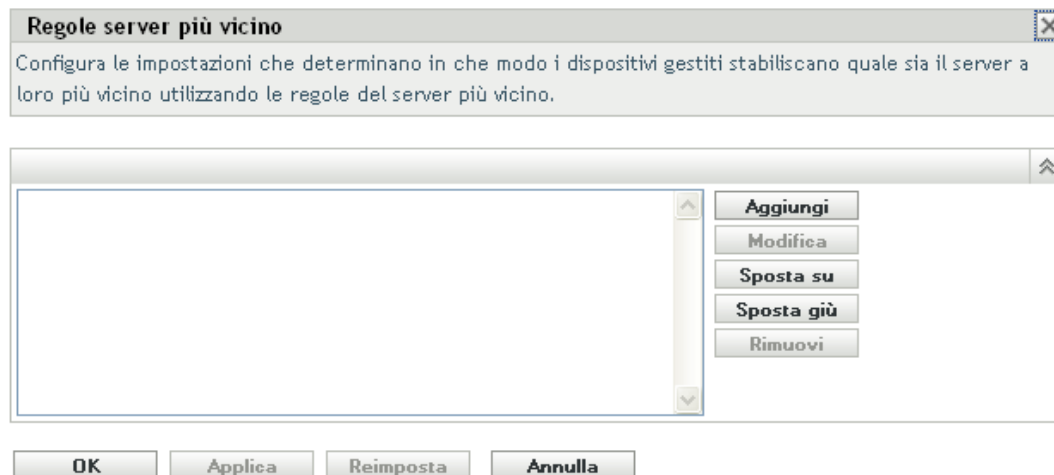 Regole server più vicino
Configura le impostazioni che determinano in che modo i dispositivi gestiti stabiliscano quale sia il server a
loro più vicino utilizzando le regole del server più vicino.
Aggiungi
Modifica
Sposta su
Sposta giù
Rimuovi
OK Applica Reimposta Annulla